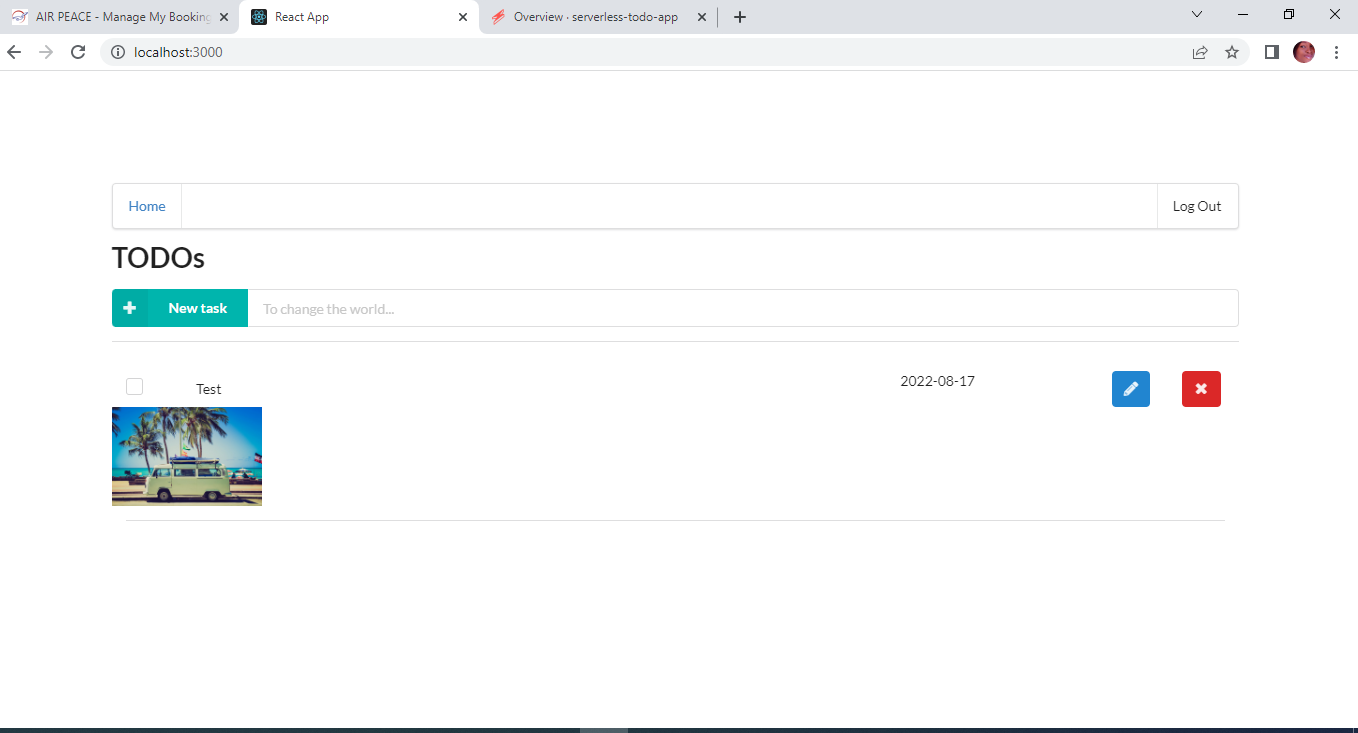 AIR PEACE - Manage My Booking
React App
Overview · serverless-todo-app
localhost:3000
Home
Log Out
TODOs
New task
To change the world...
Test
2022-08-17